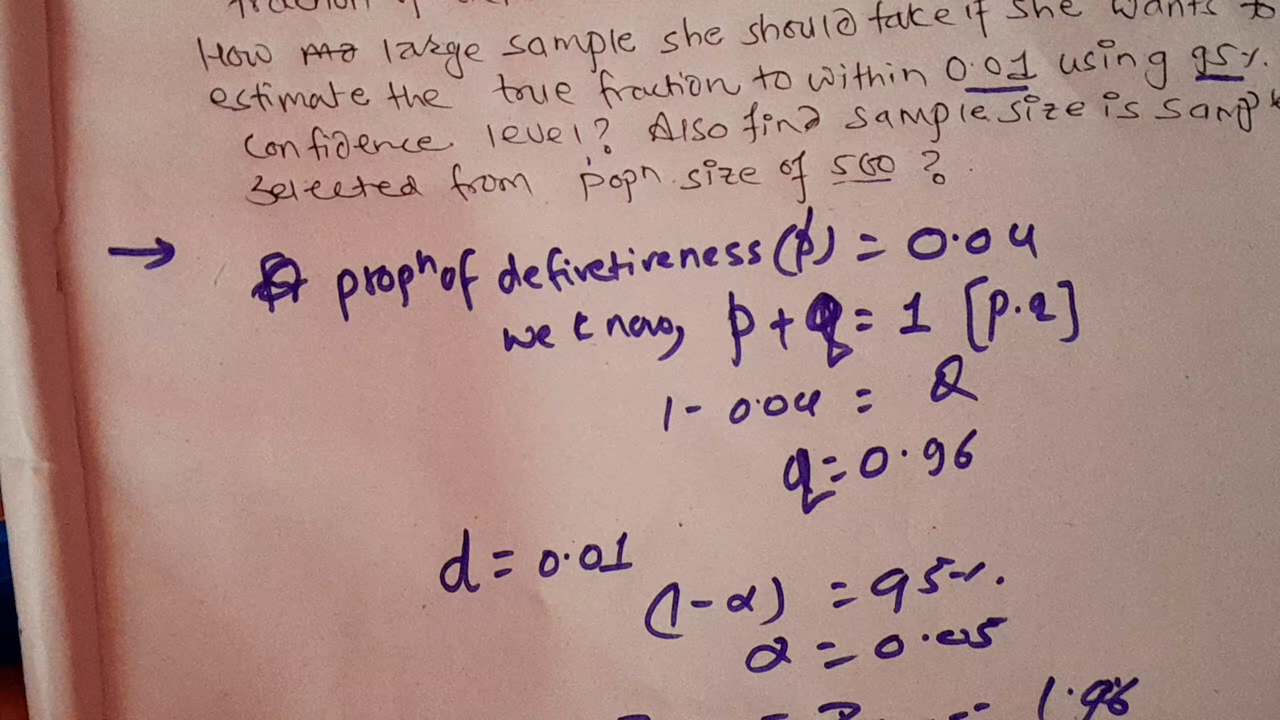 How large sample she should take if she wants to
estimate the true fraction to within 0.01 using 95%.
confidence level? Also find sample size is samp
selected from popn size of 500 ?
→ propn of defivetiveness (p) = 0.04
we know, p + q = 1 [p.q]
1 - 0.04 = Q
q = 0.96
d = 0.01
(1-α) = 95%.
α = 0.05
1.96